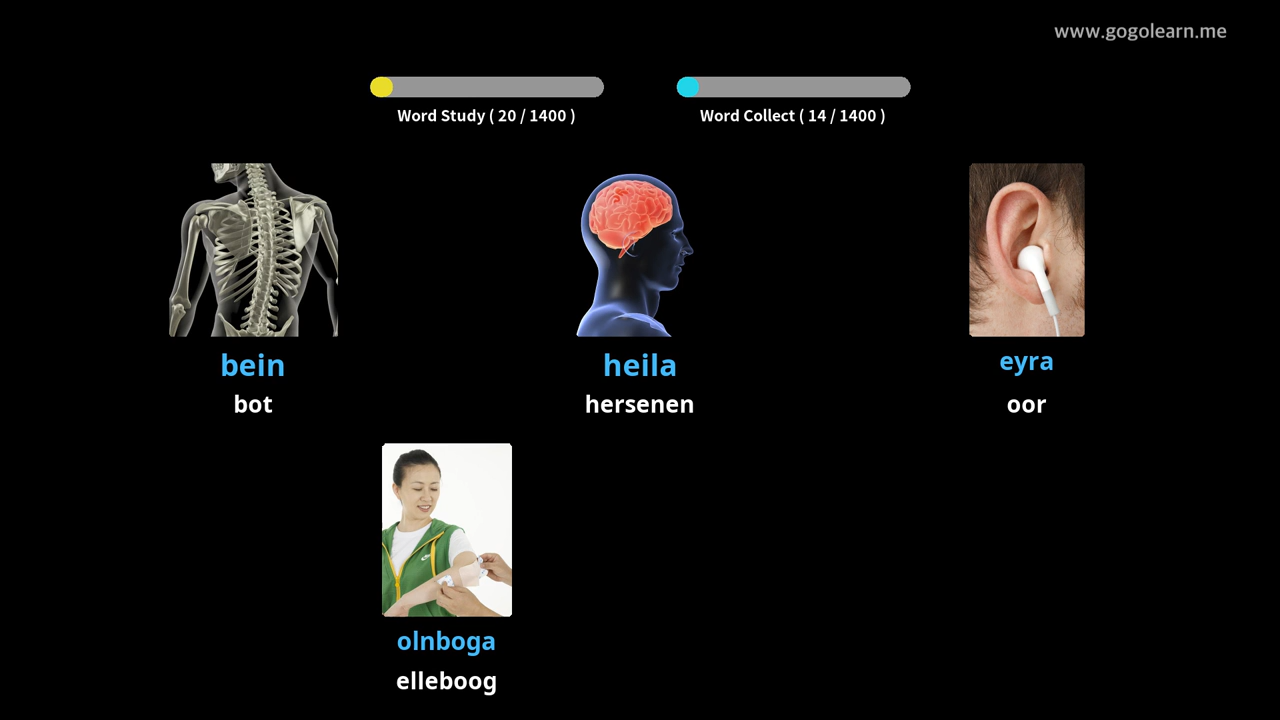 www.gogolearn.me
Word Study ( 20 / 1400 )
Word Collect ( 14 / 1400 )
bein
heila
eyra
bot
hersenen
oor
olnboga
elleboog